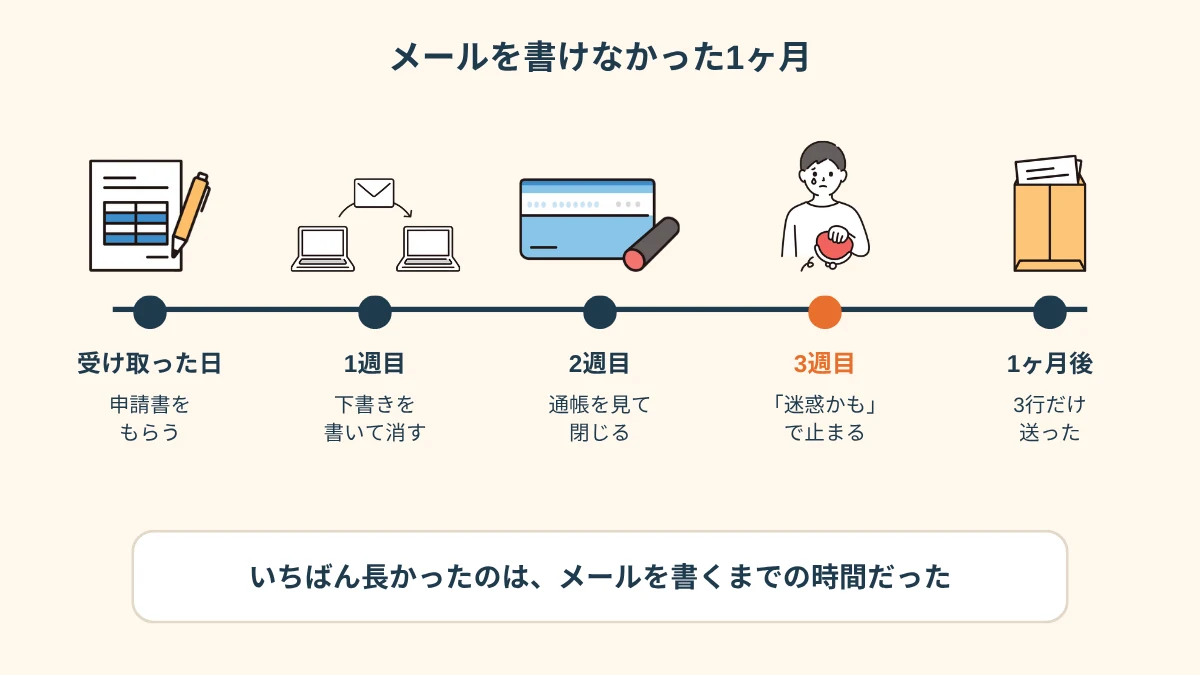 メールを書けなかった1ヶ月
受け取った日
申請書を
もらう
1週目
下書きを
書いて消す
2週目
通帳を見て
閉じる
3週目
「迷惑かも」
で止まる
1ヶ月後
3行だけ
送った
いちばん長かったのは、メールを書くまでの時間だった